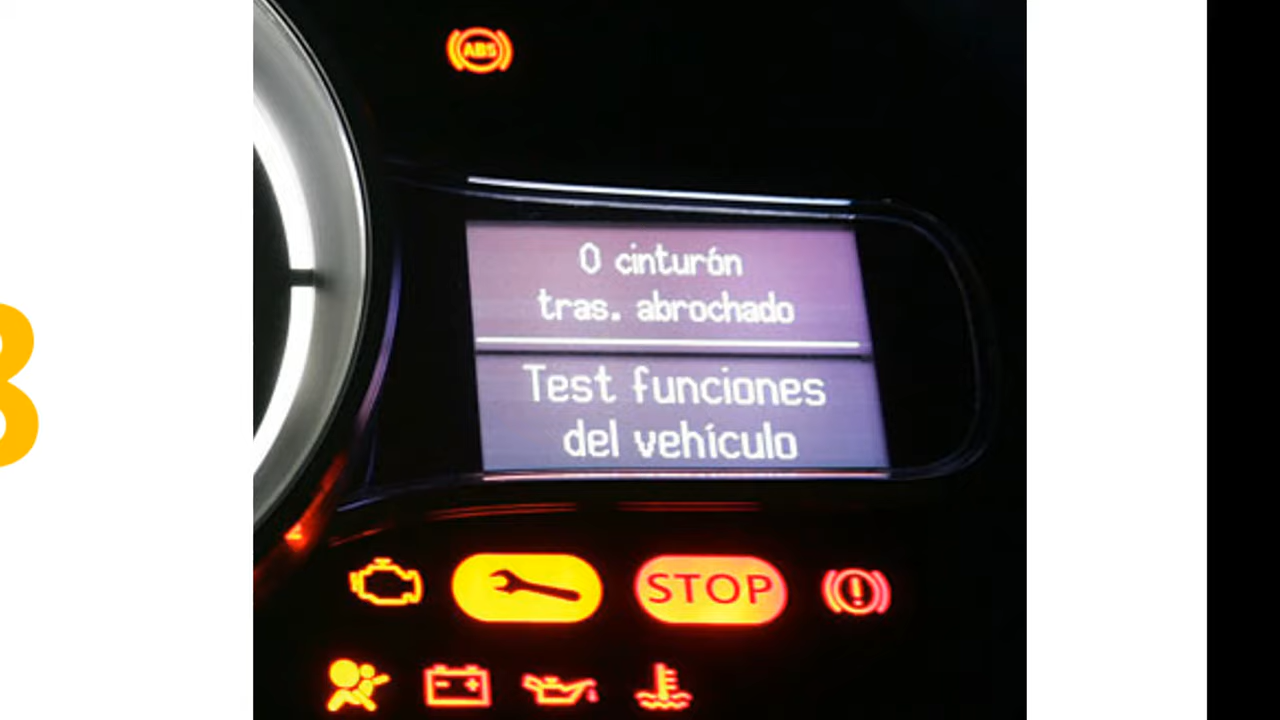 ABS
0 cinturón
tras. abrochado
Test funciones
del vehículo
STOP